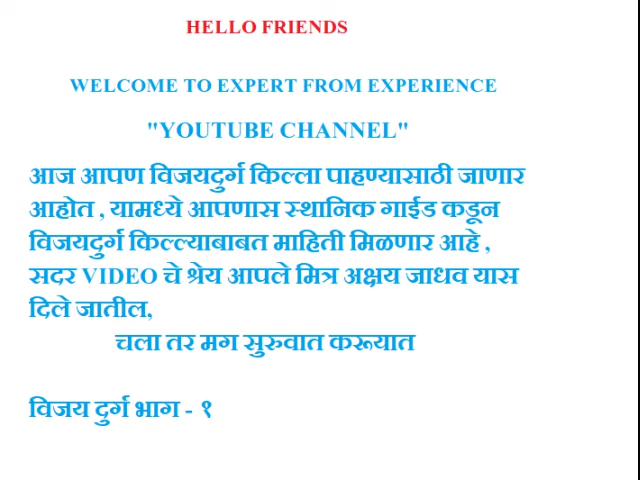 HELLO FRIENDS
WELCOME TO EXPERT FROM EXPERIENCE
"YOUTUBE CHANNEL"
आज आपण विजयदुर्ग किल्ला पाहण्यासाठी जाणार
आहोत , यामध्ये आपणास स्थानिक गाईड कडून
विजयदुर्ग किल्ल्याबाबत माहिती मिळणार आहे ,
सदर VIDEO चे श्रेय आपले मित्र अक्षय जाधव यास
दिले जातील,
चला तर मग सुरुवात करूयात
विजय दुर्ग भाग - १